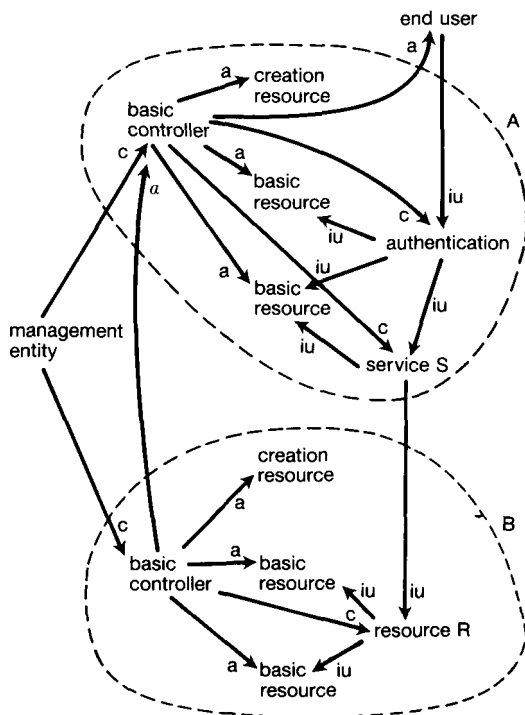 end user
a
creation
resource
a
A
basic
controller
c
a
a
basic
resource
iu
c
iu
authentication
a
basic
resource
iu
iu
iu
c
management
entity
service S
creation
resource
a
B
c
basic
controller
a
basic
resource
iu
iu
c
resource R
a
basic
resource
iu